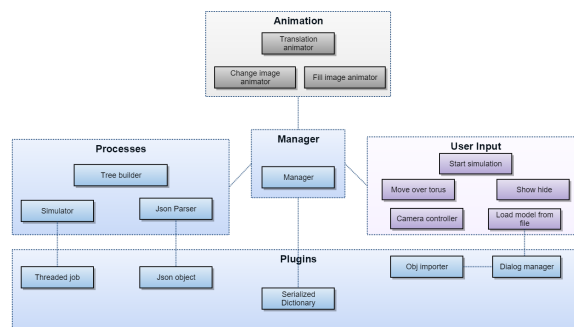 Animation
Translation
animator
Change image
animator
Fill image animator
Processes
Tree builder
Simulator
Json Parser
Manager
Manager
User Input
Start simulation
Move over torus
Show hide
Camera controller
Load model from
file
Plugins
Threaded job
Json object
Serialized
Dictionary
Obj importer
Dialog manager